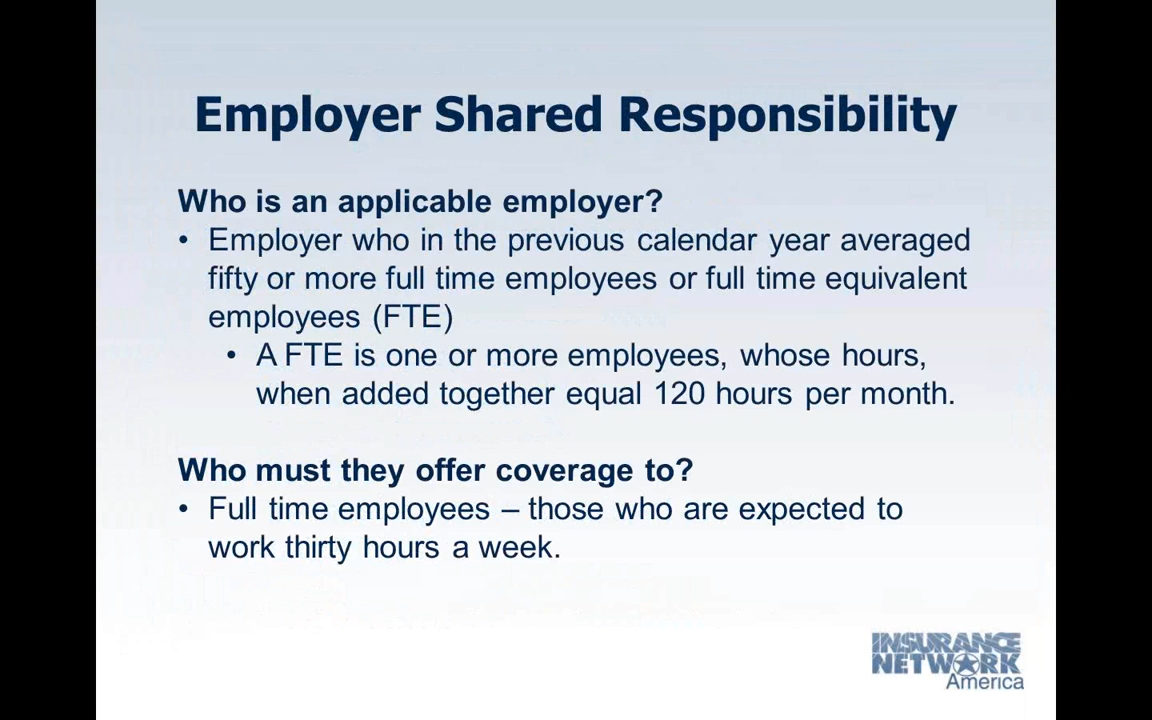 Employer Shared Responsibility
Who is an applicable employer?
• Employer who in the previous calendar year averaged
fifty or more full time employees or full time equivalent
employees (FTE)
• A FTE is one or more employees, whose hours,
when added together equal 120 hours per month.
Who must they offer coverage to?
• Full time employees – those who are expected to
work thirty hours a week.
INSURANCE
NETWORK
America